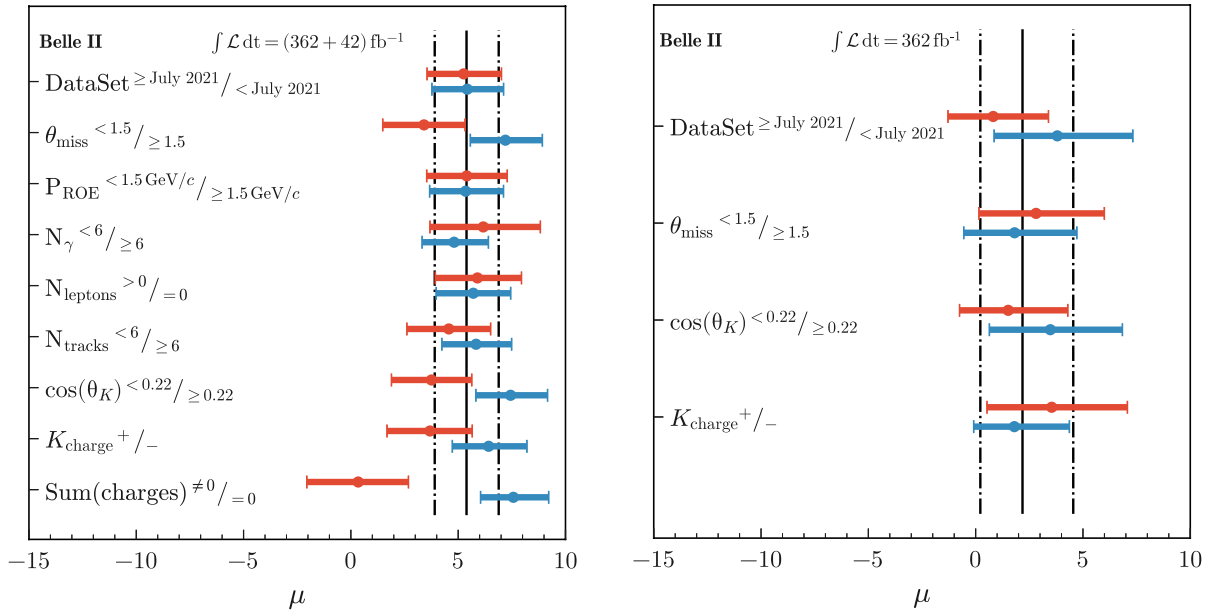 Belle II ∫ ℒ dt = (362 + 42) fb⁻¹
DataSet ≥ July 2021 / < July 2021
θmiss < 1.5 / ≥ 1.5
PROE < 1.5 GeV/c / ≥ 1.5 GeV/c
Nγ < 6 / ≥ 6
Nleptons > 0 / = 0
Ntracks < 6 / ≥ 6
cos(θK) < 0.22 / ≥ 0.22
Kcharge + / −
Sum(charges) ≠ 0 / = 0
−15 −10 −5 0 5 10
μ
Belle II ∫ ℒ dt = 362 fb⁻¹
DataSet ≥ July 2021 / < July 2021
θmiss < 1.5 / ≥ 1.5
cos(θK) < 0.22 / ≥ 0.22
Kcharge + / −
−15 −10 −5 0 5 10
μ